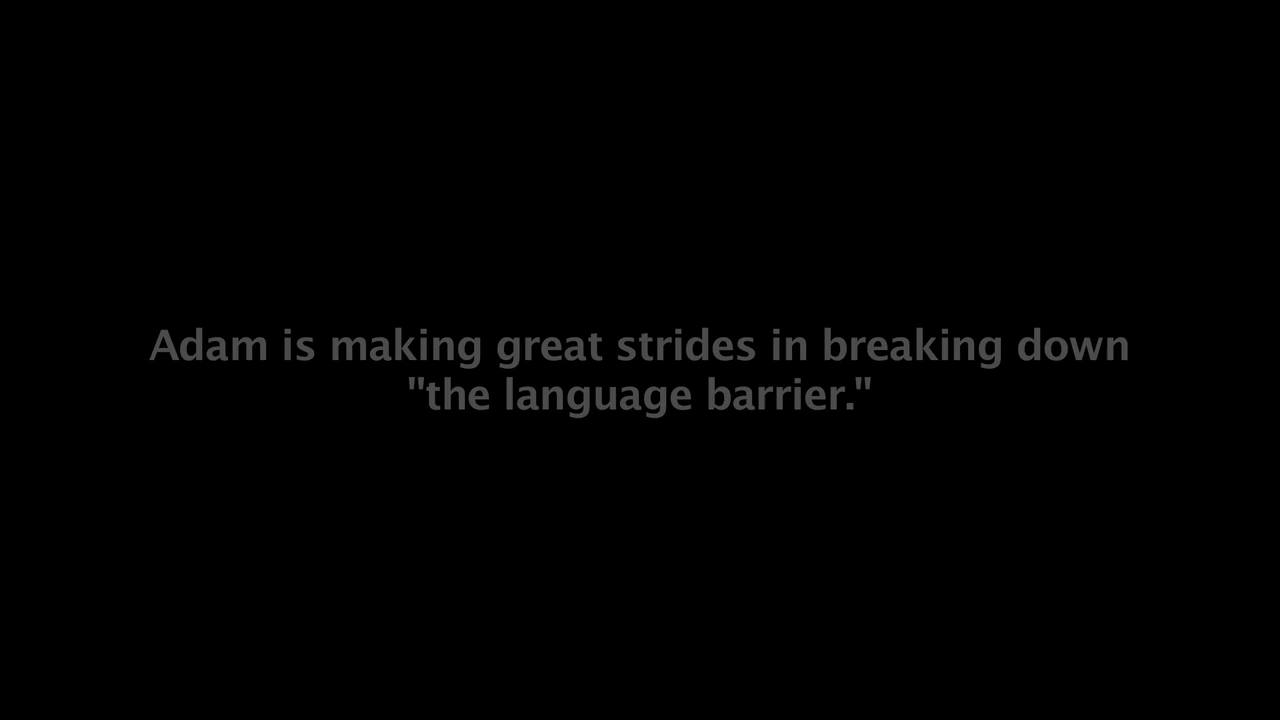 Adam is making great strides in breaking down
"the language barrier."